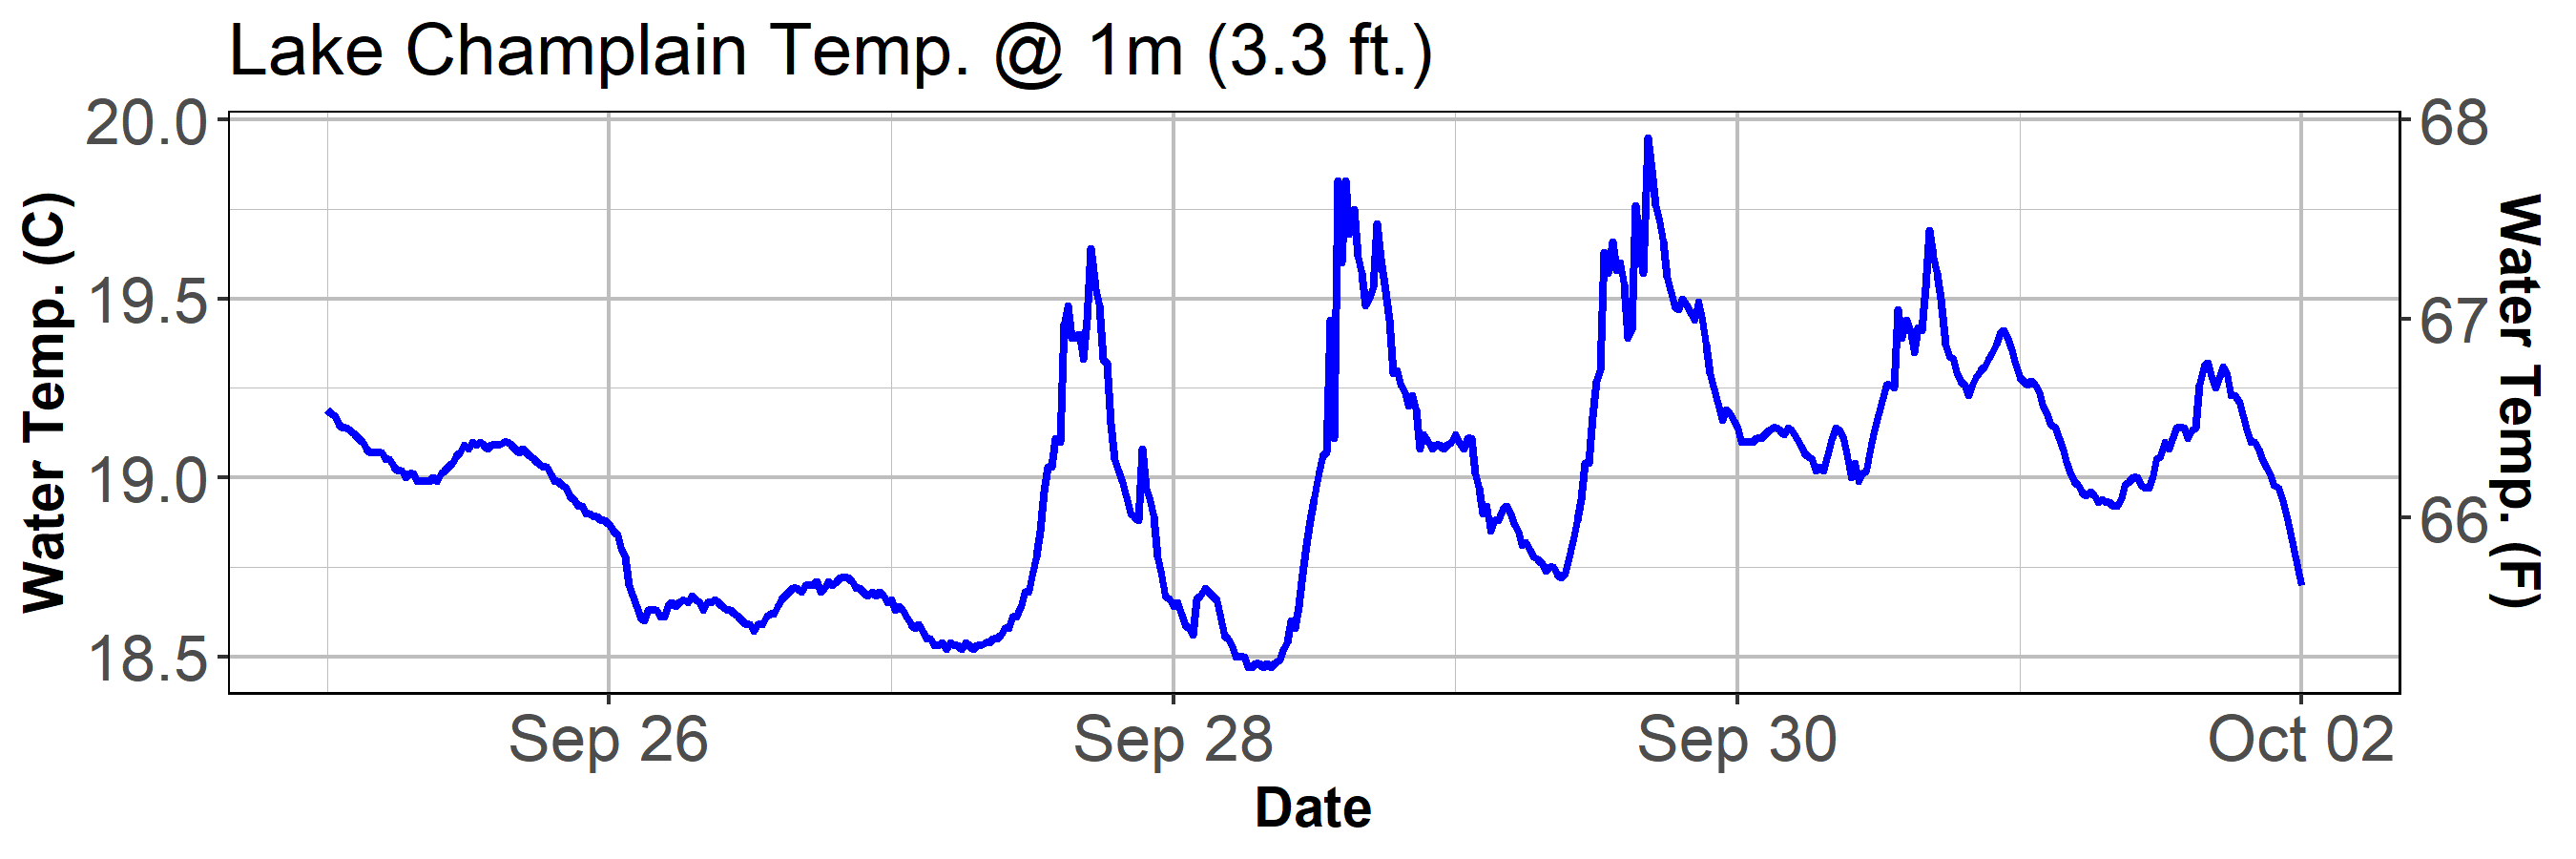 Lake Champlain Temp. @ 1m (3.3 ft.)
Water Temp. (C)
20.0
19.5
19.0
18.5
68
67
66
Water Temp. (F)
Sep 26
Sep 28
Sep 30
Oct 02
Date